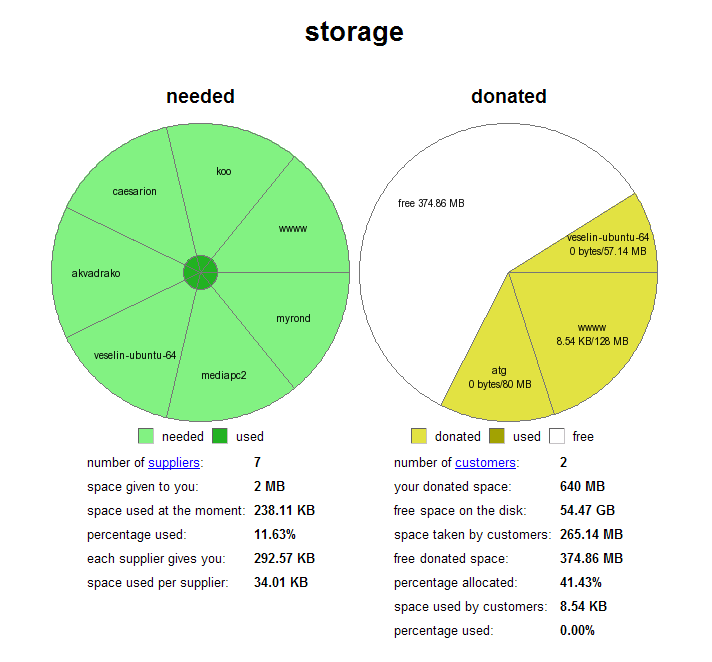 storage
needed
koo
caesarion
wwww
akvadrako
myrond
veselin-ubuntu-64
mediapc2
needed used
number of suppliers: 7
space given to you: 2 MB
space used at the moment: 238.11 KB
percentage used: 11.63%
each supplier gives you: 292.57 KB
space used per supplier: 34.01 KB
donated
free 374.86 MB
veselin-ubuntu-64
0 bytes/57.14 MB
wwww
8.54 KB/128 MB
atg
0 bytes/80 MB
donated used free
number of customers: 2
your donated space: 640 MB
free space on the disk: 54.47 GB
space taken by customers: 265.14 MB
free donated space: 374.86 MB
percentage allocated: 41.43%
space used by customers: 8.54 KB
percentage used: 0.00%